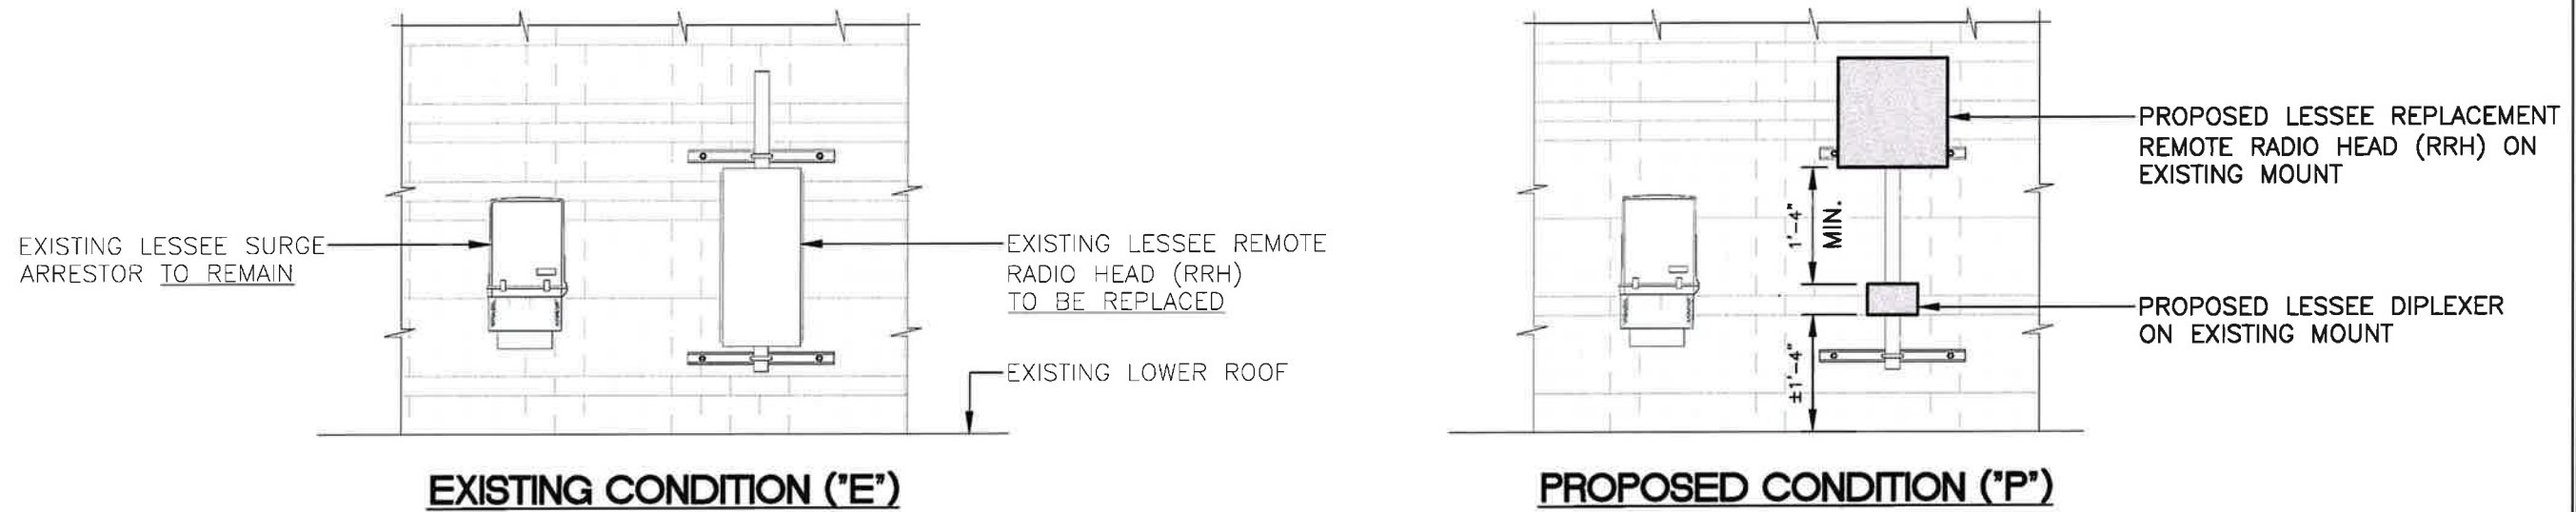 EXISTING LESSEE SURGE
ARRESTOR TO REMAIN
EXISTING LESSEE REMOTE
RADIO HEAD (RRH)
TO BE REPLACED
EXISTING LOWER ROOF
EXISTING CONDITION ("E")
PROPOSED LESSEE REPLACEMENT
REMOTE RADIO HEAD (RRH) ON
EXISTING MOUNT
1'-4"
MIN.
PROPOSED LESSEE DIPLEXER
ON EXISTING MOUNT
±1'-4"
PROPOSED CONDITION ("P")